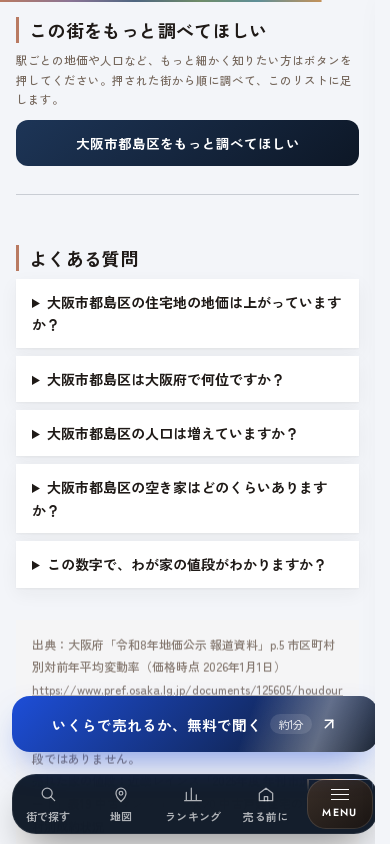 この街をもっと調べてほしい
駅ごとの地価や人口など、もっと細かく知りたい方はボタンを
押してください。押された街から順に調べて、このリストに足
します。
大阪市都島区をもっと調べてほしい
よくある質問
▶ 大阪市都島区の住宅地の地価は上がっています
か？
▶ 大阪市都島区は大阪府で何位ですか？
▶ 大阪市都島区の人口は増えていますか？
▶ 大阪市都島区の空き家はどのくらいあります
か？
▶ この数字で、わが家の値段がわかりますか？
出典：大阪府「令和8年地価公示 報道資料」p.5 市区町村
別対前年平均変動率（価格時点 2026年1月1日）
https://www.pref.osaka.lg.jp/documents/125605/houdour
いくらで売れるか、無料で聞く 約1分
段ではありません。
街で探す 地図 ランキング 売る前に MENU